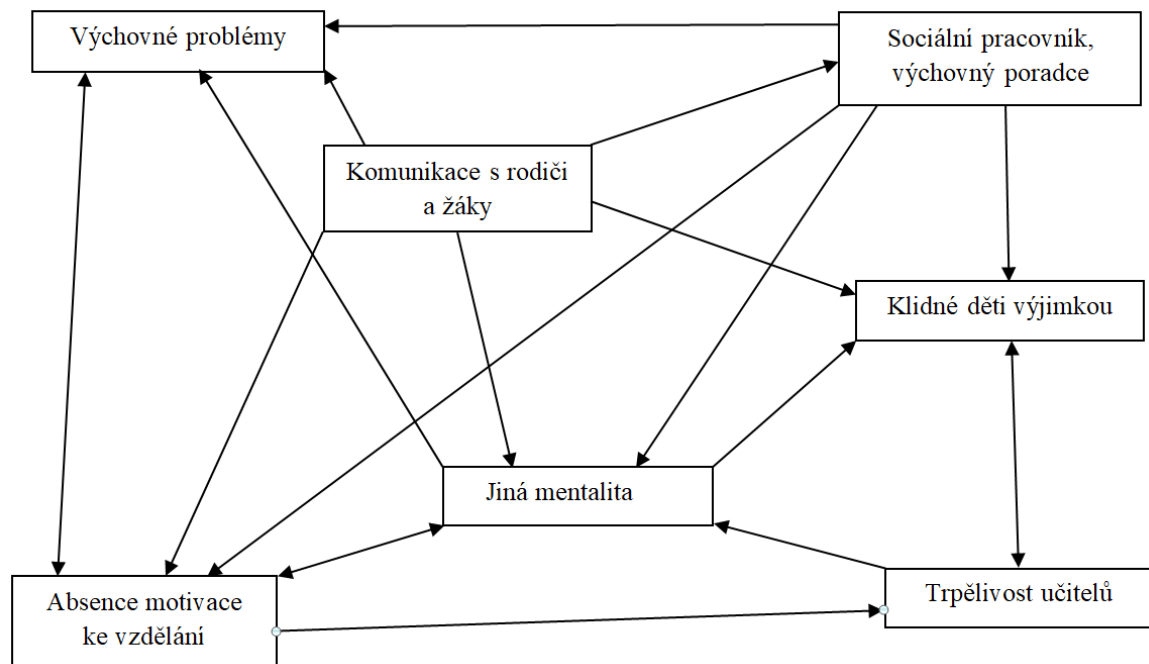 Výchovné problémy
Sociální pracovník,
výchovný poradce
Komunikace s rodiči
a žáky
Klidné děti výjimkou
Jiná mentalita
Absence motivace
ke vzdělání
Trpělivost učitelů